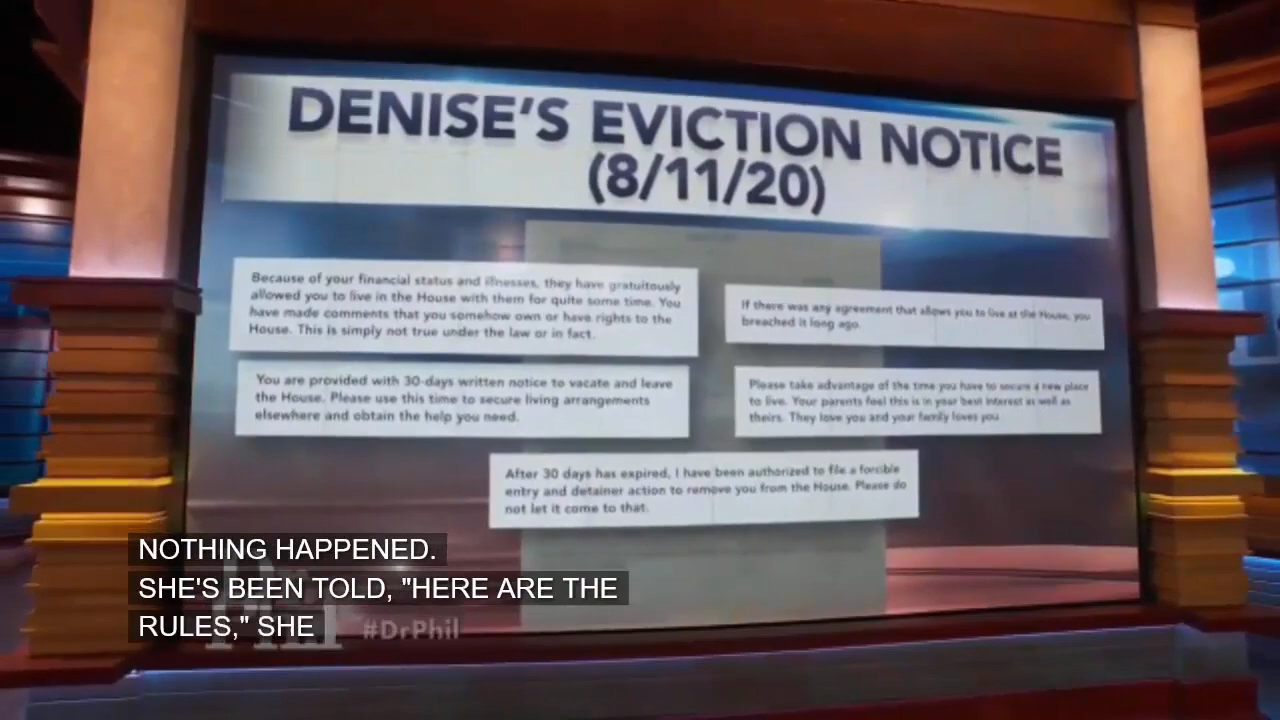 DENISE'S EVICTION NOTICE
(8/11/20)
Because of your financial status and illnesses, they have gratuitously
allowed you to live in the House with them for quite some time. You
have made comments that you somehow own or have rights to the
House. This is simply not true under the law or in fact.
If there was any agreement that allows you to live at the House, you
breached it long ago.
You are provided with 30-days written notice to vacate and leave
the House. Please use this time to secure living arrangements
elsewhere and obtain the help you need.
Please take advantage of the time you have to secure a new place
to live. Your parents feel this is in your best interest as well as
theirs. They love you and your family loves you.
After 30 days has expired, I have been authorized to file a forcible
entry and detainer action to remove you from the House. Please do
not let it come to that.
NOTHING HAPPENED.
SHE'S BEEN TOLD, "HERE ARE THE
RULES," SHE
Dr.
Phil
#DrPhil